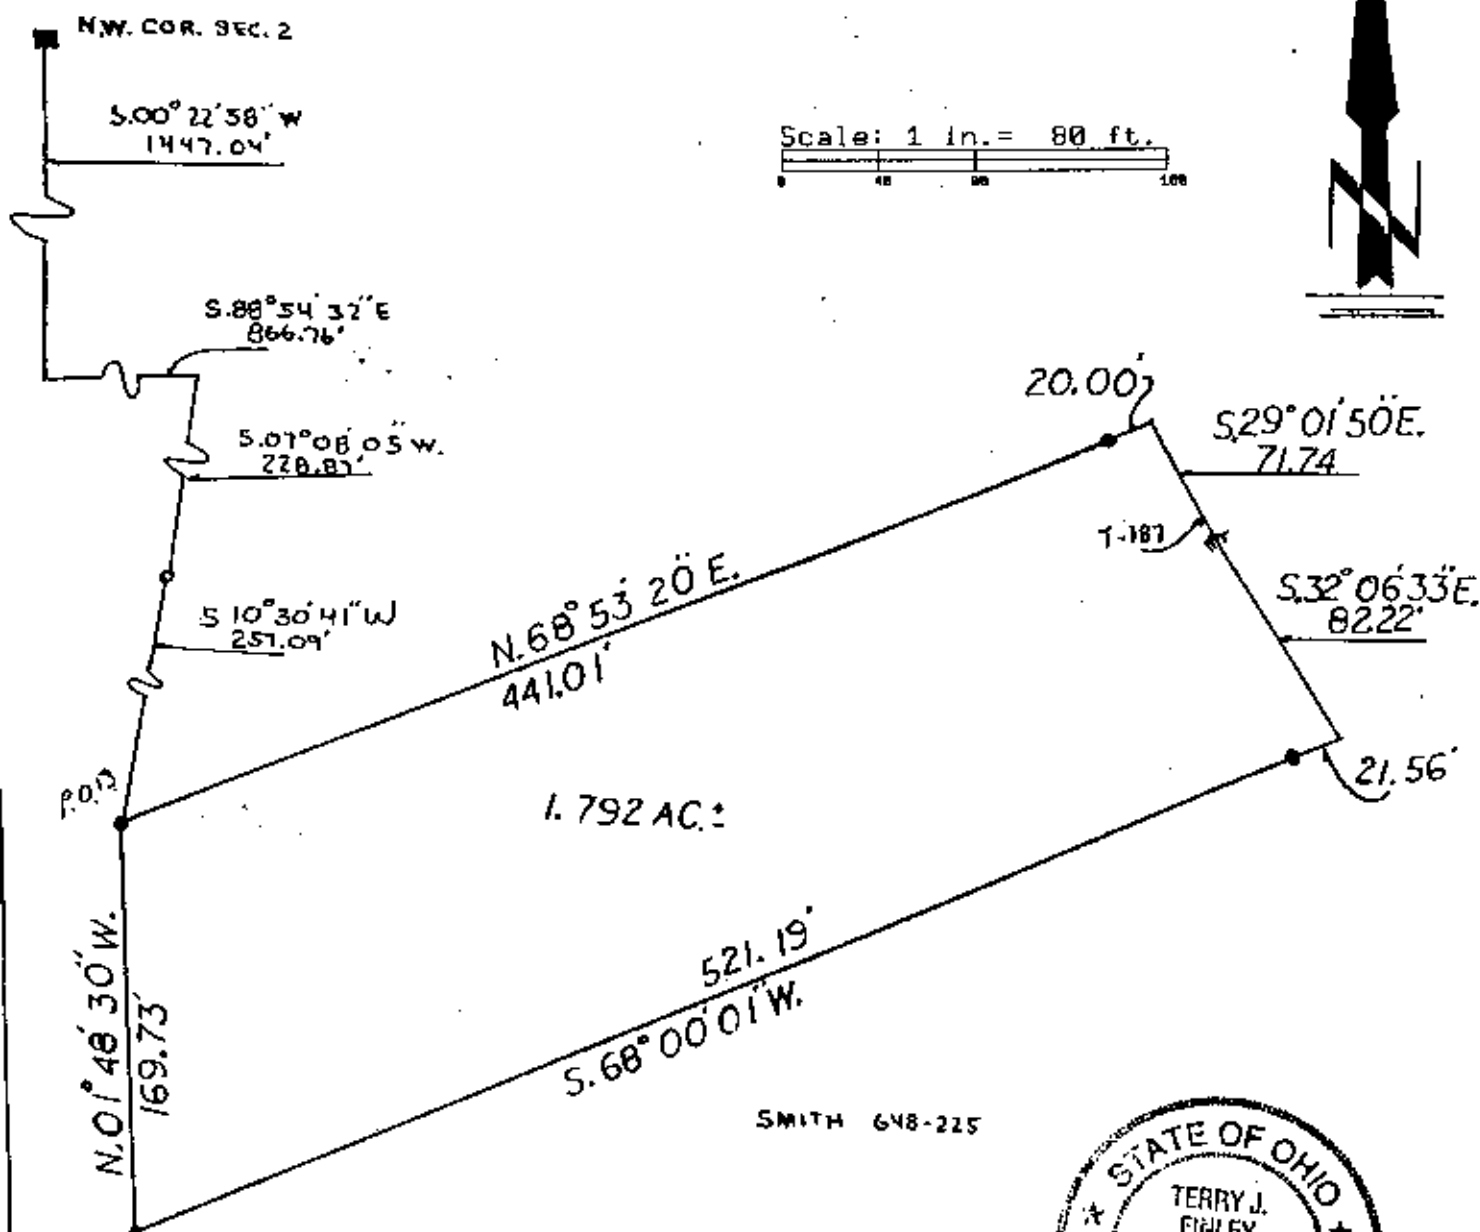 N.W. COR. SEC. 2
S.00° 22' 58" W
1447.04'
Scale: 1 in.= 80 ft.
S.88° 54' 32" E
866.76'
20.00'
S.29° 01' 50" E.
71.74
S.07° 08' 05" W.
228.87'
T-187
N.68° 53' 20" E.
441.01'
S.32° 06' 33" E.
82.22'
S 10° 30' 41" W
257.09'
P.O.B
21.56'
1.792 AC.±
521.19'
S. 68° 00' 01" W.
N.01° 48' 30" W.
169.73'
SMITH 648-225
STATE OF OHIO
TERRY J.
FINLEY